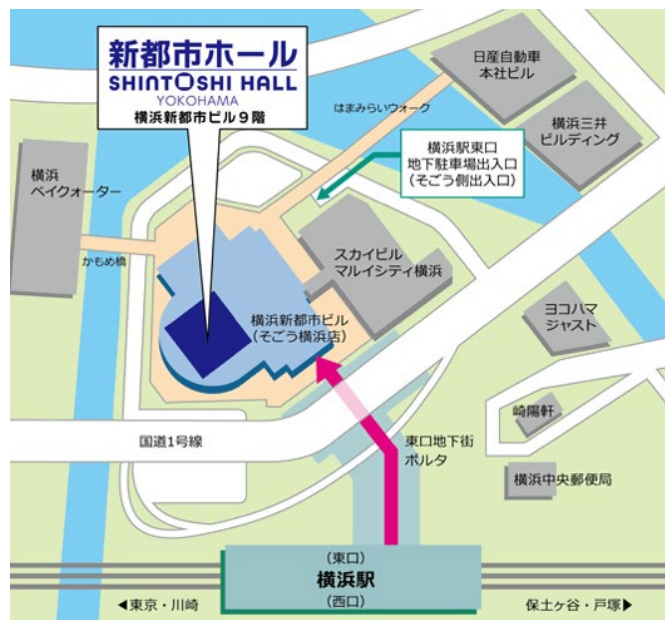 新都市ホール
SHINTOSHI HALL
YOKOHAMA
横浜新都市ビル9階
日産自動車
本社ビル
はまみらいウォーク
横浜三井
ビルディング
横浜駅東口
地下駐車場出入口
(そごう側出入口)
横浜
ベイクォーター
かもめ橋
スカイビル
マルイシティ横浜
横浜新都市ビル
(そごう横浜店)
ヨコハマ
ジャスト
崎陽軒
国道1号線
東口地下街
ポルタ
横浜中央郵便局
(東口)
横浜駅
(西口)
◀東京・川崎
保土ヶ谷・戸塚▶